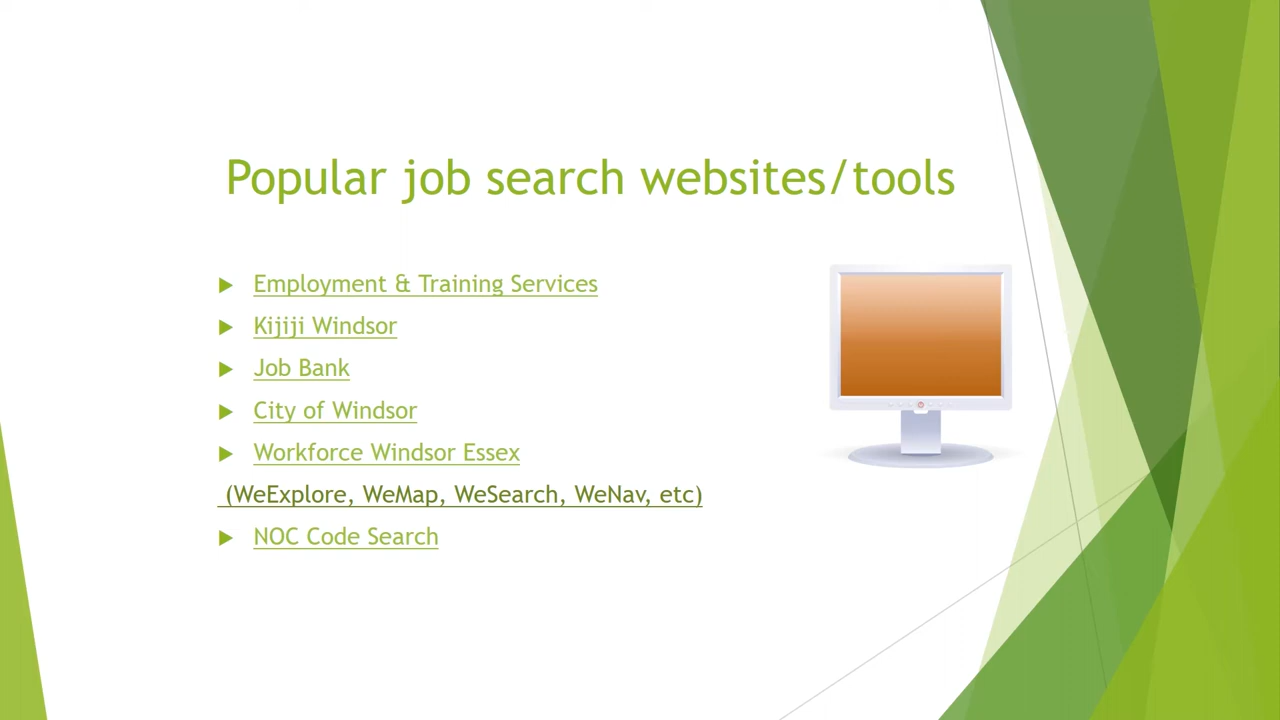 Popular job search websites/tools
Employment & Training Services
Kijiji Windsor
Job Bank
City of Windsor
Workforce Windsor Essex
(WeExplore, WeMap, WeSearch, WeNav, etc)
NOC Code Search